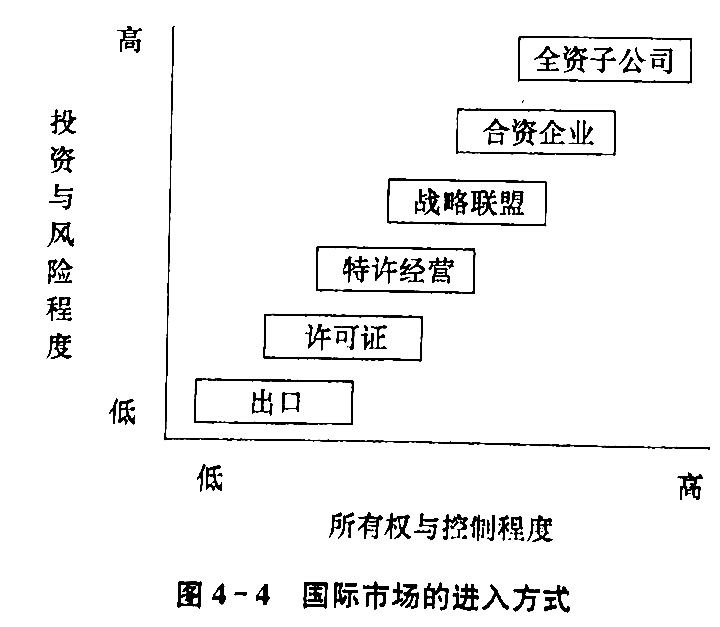 高
全资子公司
合资企业
战略联盟
特许经营
许可证
出口
投资与风险程度
低
低
高
所有权与控制程度
图4-4 国际市场的进入方式